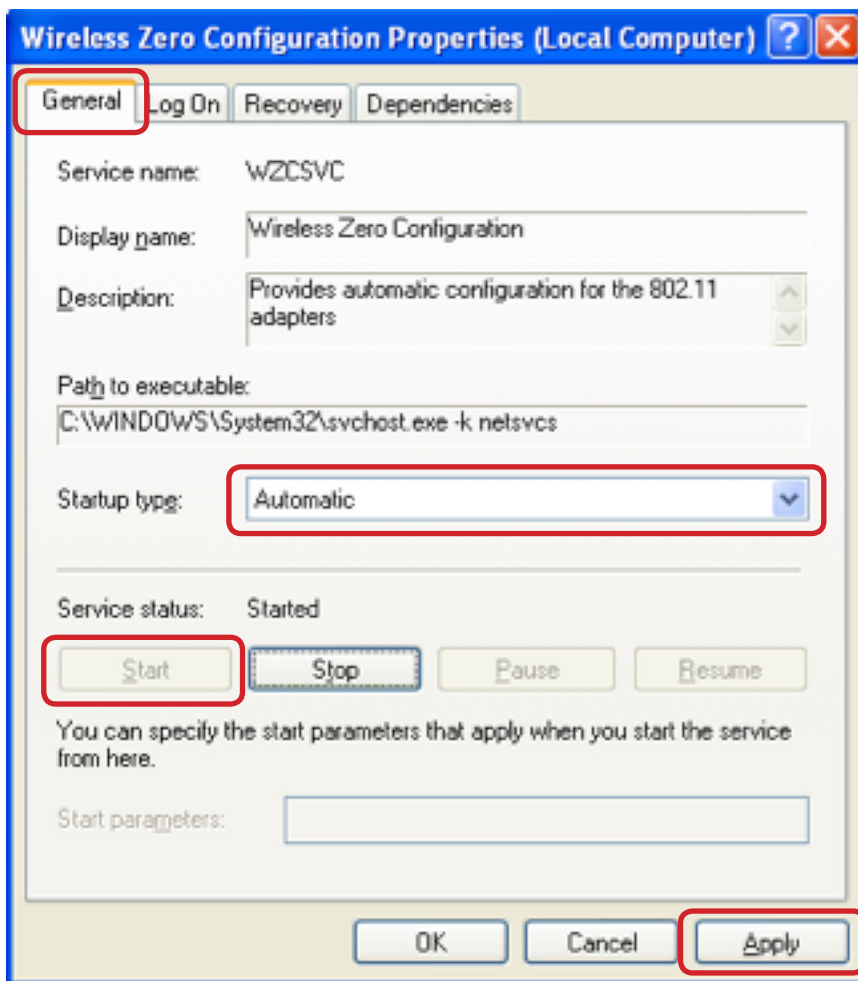 Wireless Zero Configuration Properties (Local Computer)
General Log On Recovery Dependencies
Service name: WZCSVC
Display name: Wireless Zero Configuration
Description: Provides automatic configuration for the 802.11
adapters
Path to executable:
C:\WINDOWS\System32\svchost.exe -k netsvcs
Startup type: Automatic
Service status: Started
Start Stop Pause Resume
You can specify the start parameters that apply when you start the service
from here.
Start parameters:
OK Cancel Apply